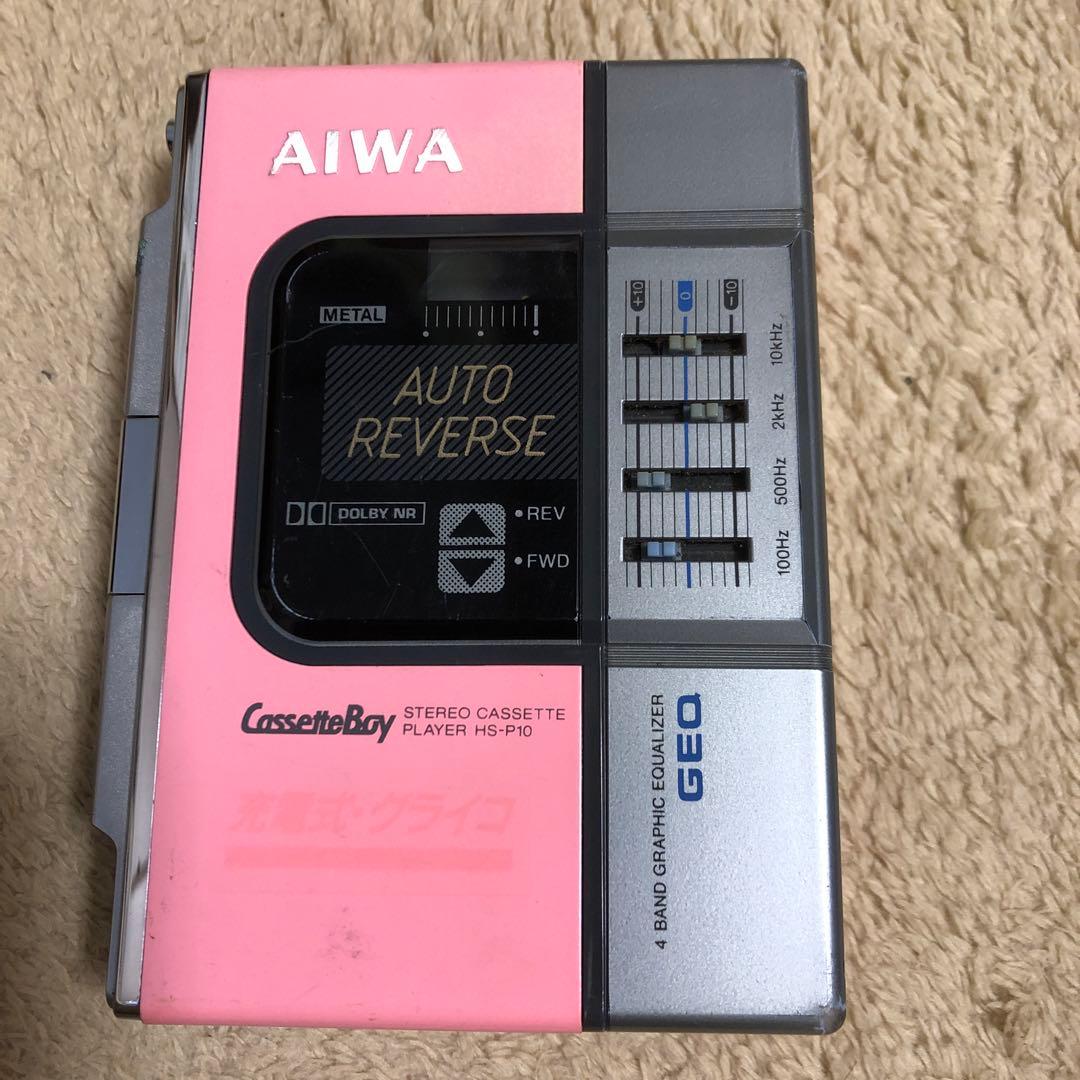 AIWA
METAL
AUTO
REVERSE
DOLBY NR
• REV
• FWD
CassetteBoy
STEREO CASSETTE
PLAYER HS-P10
充電式・グライコ
+10
0
-10
10kHz
2kHz
500Hz
100Hz
4 BAND GRAPHIC EQUALIZER
GEQ